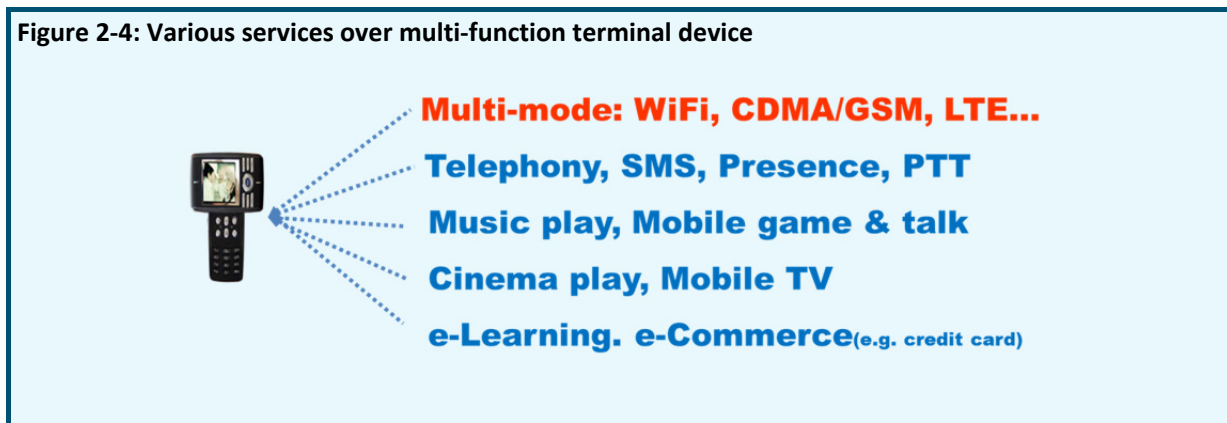 Figure 2-4: Various services over multi-function terminal device
Multi-mode: WiFi, CDMA/GSM, LTE...
Telephony, SMS, Presence, PTT
Music play, Mobile game & talk
Cinema play, Mobile TV
e-Learning. e-Commerce(e.g. credit card)